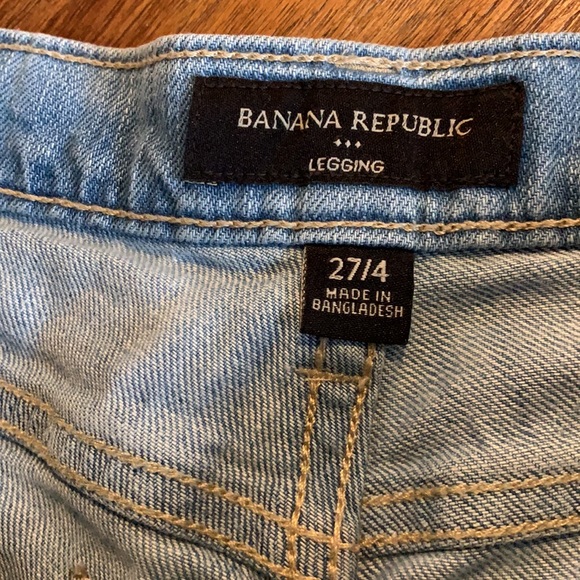 BANANA REPUBLIC
LEGGING
27/4
MADE IN
BANGLADESH